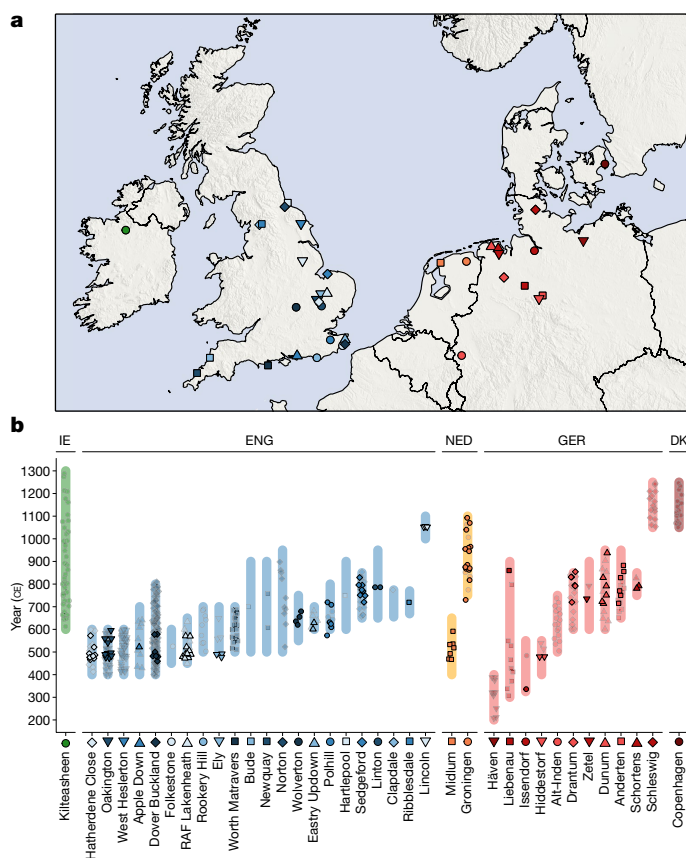 a
b
IE ENG NED GER DK
1300
1200
1100
1000
900
800
700
600
500
400
300
200
Year (CE)
Kilteasheen
Hatherdene Close
Oakington
West Heslerton
Apple Down
Dover Buckland
Folkestone
RAF Lakenheath
Rookery Hill
Ely
Worth Matravers
Bude
Newquay
Norton
Wolverton
Eastry Updown
Polhill
Hartlepool
Sedgeford
Linton
Clapdale
Ribblesdale
Lincoln
Midlum
Groningen
Häven
Liebenau
Issendorf
Hiddestorf
Alt-Inden
Drantum
Zetel
Dunum
Anderten
Schortens
Schleswig
Copenhagen